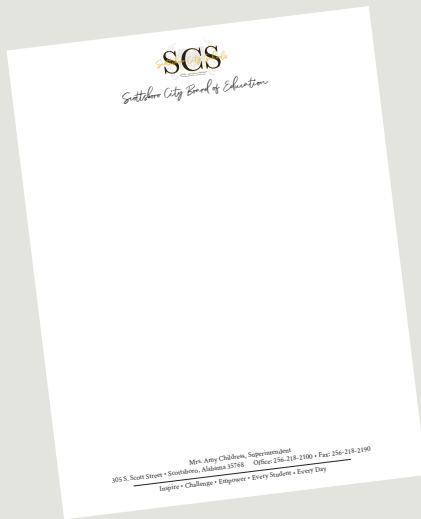 SCS
Scottsboro City Board of Education
Mrs. Amy Childress, Superintendent
305 S. Scott Street • Scottsboro, Alabama 35768 Office: 256-218-2100 • Fax: 256-218-2190
Inspire • Challenge • Empower • Every Student • Every Day